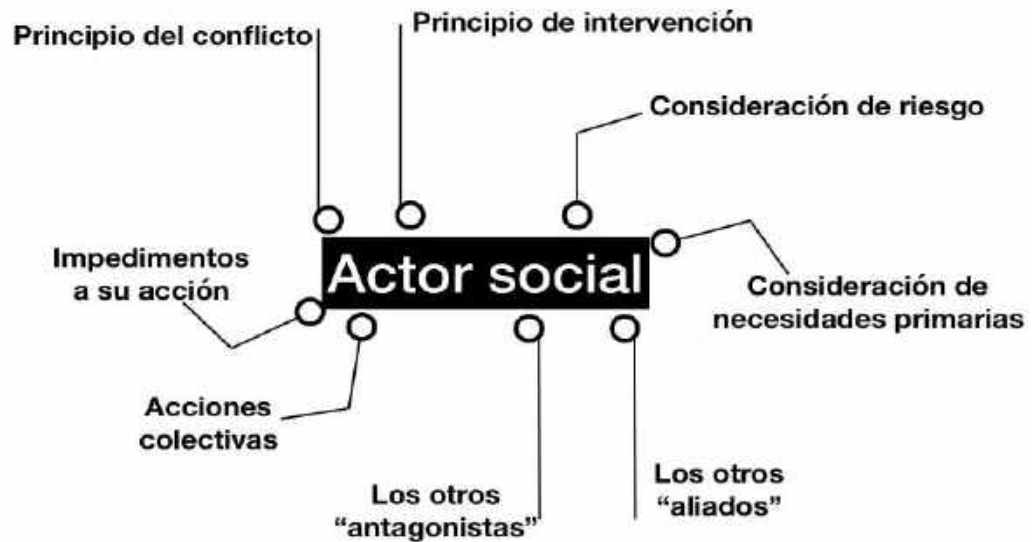 Principio del conflicto
Principio de intervención
Consideración de riesgo
Impedimentos
a su acción
Actor social
Consideración de
necesidades primarias
Acciones
colectivas
Los otros
“antagonistas”
Los otros
“aliados”